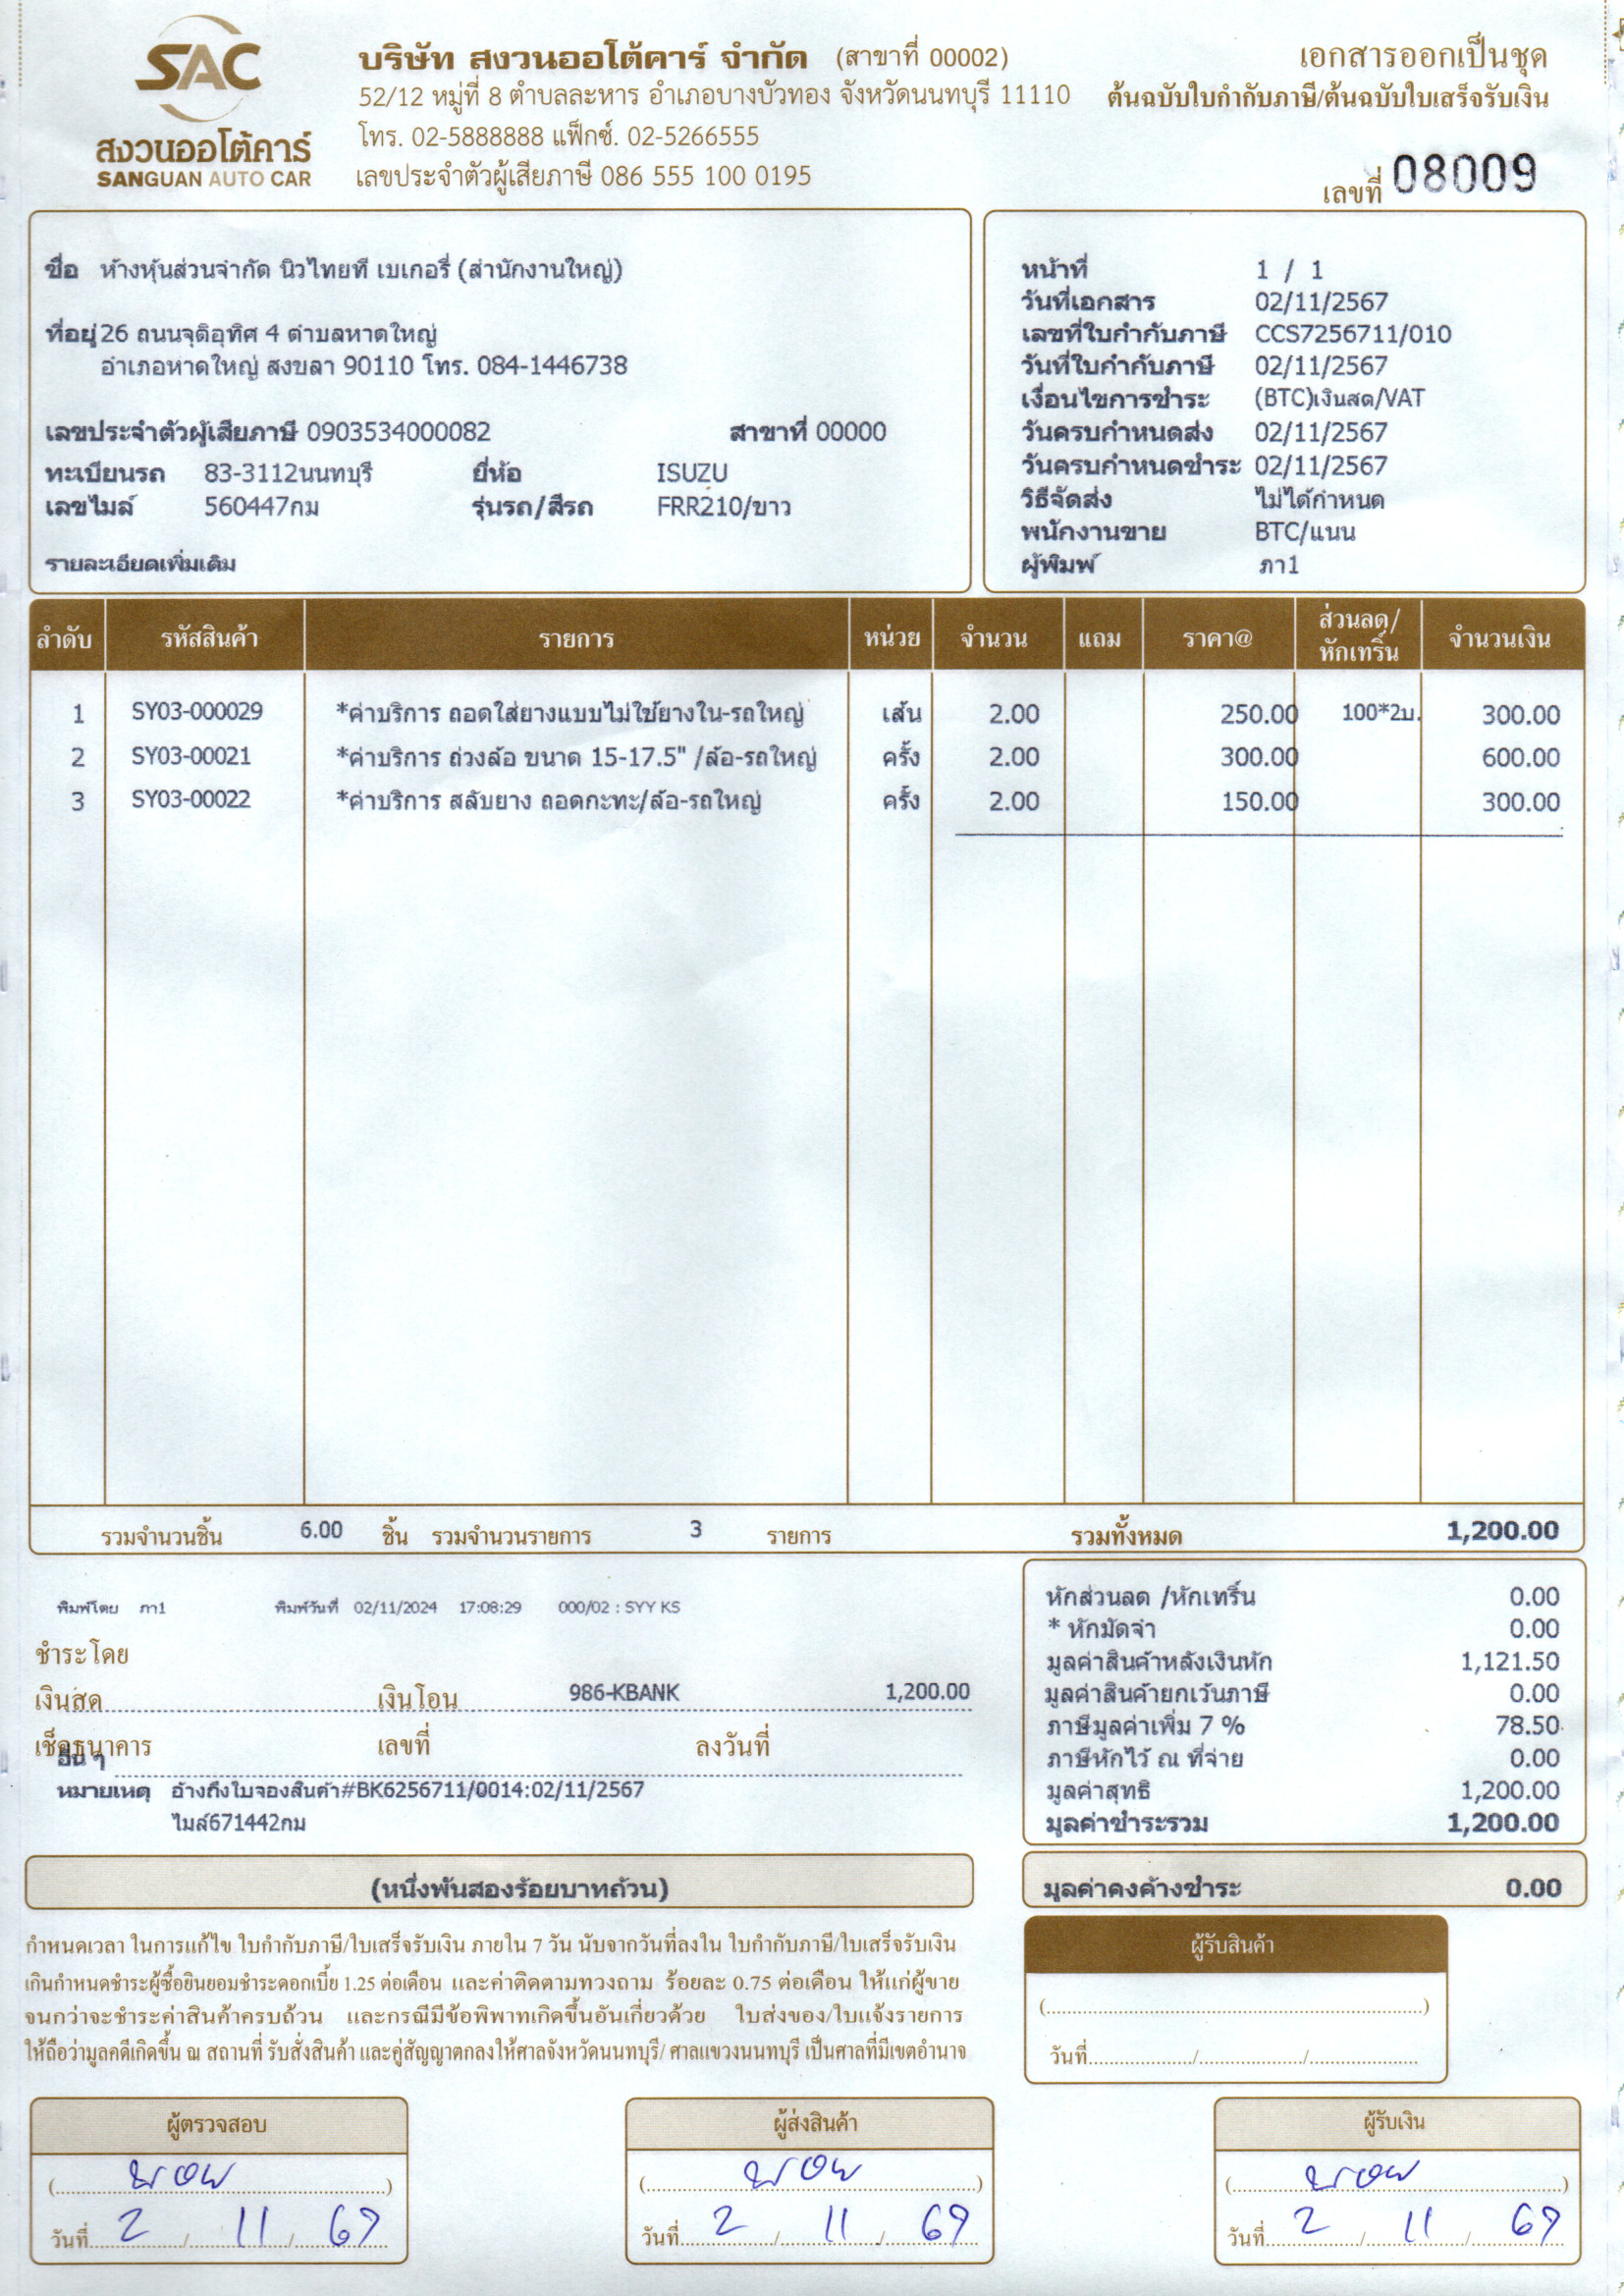 SAC
สงวนออโต้คาร์
SANGUAN AUTO CAR
บริษัท สงวนออโต้คาร์ จำกัด (สาขาที่ 00002)
52/12 หมู่ที่ 8 ตำบลละหาร อำเภอบางบัวทอง จังหวัดนนทบุรี 11110
โทร. 02-5888888 แฟ็กซ์. 02-5266555
เลขประจำตัวผู้เสียภาษี 086 555 100 0195
เอกสารออกเป็นชุด
ต้นฉบับใบกำกับภาษี/ต้นฉบับใบเสร็จรับเงิน
เลขที่ 08009
ชื่อ ห้างหุ้นส่วนจำกัด นิวไทยที เบเกอรี่ (สำนักงานใหญ่)
ที่อยู่ 26 ถนนจุติอุทิศ 4 ตำบลหาดใหญ่
อำเภอหาดใหญ่ สงขลา 90110 โทร. 084-1446738
เลขประจำตัวผู้เสียภาษี 0903534000082 สาขาที่ 00000
ทะเบียนรถ 83-3112นนทบุรี ยี่ห้อ ISUZU
เลขไมล์ 560447กม รุ่นรถ/สีรถ FRR210/ขาว
รายละเอียดเพิ่มเติม
หน้าที่ 1 / 1
วันที่เอกสาร 02/11/2567
เลขที่ใบกำกับภาษี CCS7256711/010
วันที่ใบกำกับภาษี 02/11/2567
เงื่อนไขการชำระ (BTC)เงินสด/VAT
วันครบกำหนดส่ง 02/11/2567
วันครบกำหนดชำระ 02/11/2567
วิธีจัดส่ง ไม่ได้กำหนด
พนักงานขาย BTC/แนน
ผู้พิมพ์ ภา1
ลำดับ รหัสสินค้า รายการ หน่วย จำนวน แถม ราคา@ ส่วนลด/หักเทริ์น จำนวนเงิน
1 SY03-000029 *ค่าบริการ ถอดใส่ยางแบบไม่ใช้ยางใน-รถใหญ่ เส้น 2.00 250.00 100*2บ. 300.00
2 SY03-00021 *ค่าบริการ ถ่วงล้อ ขนาด 15-17.5" /ล้อ-รถใหญ่ ครั้ง 2.00 300.00 600.00
3 SY03-00022 *ค่าบริการ สลับยาง ถอดกะทะ/ล้อ-รถใหญ่ ครั้ง 2.00 150.00 300.00
รวมจำนวนชิ้น 6.00 ชิ้น รวมจำนวนรายการ 3 รายการ รวมทั้งหมด 1,200.00
พิมพ์โดย ภา1 พิมพ์วันที่ 02/11/2024 17:08:29 000/02 : SYY KS
ชำระโดย
เงินสด เงินโอน 986-KBANK 1,200.00
เช็คธนาคาร เลขที่ ลงวันที่
อื่น ๆ
หมายเหตุ อ้างถึงใบจองสินค้า#BK6256711/0014:02/11/2567
ไมล์671442กม
หักส่วนลด /หักเทริ์น 0.00
* หักมัดจำ 0.00
มูลค่าสินค้าหลังเงินหัก 1,121.50
มูลค่าสินค้ายกเว้นภาษี 0.00
ภาษีมูลค่าเพิ่ม 7 % 78.50
ภาษีหักไว้ ณ ที่จ่าย 0.00
มูลค่าสุทธิ 1,200.00
มูลค่าชำระรวม 1,200.00
(หนึ่งพันสองร้อยบาทถ้วน)
มูลค่าคงค้างชำระ 0.00
กำหนดเวลา ในการแก้ไข ใบกำกับภาษี/ใบเสร็จรับเงิน ภายใน 7 วัน นับจากวันที่ลงใน ใบกำกับภาษี/ใบเสร็จรับเงิน
เกินกำหนดชำระผู้ซื้อยินยอมชำระดอกเบี้ย 1.25 ต่อเดือน และค่าติดตามทวงถาม ร้อยละ 0.75 ต่อเดือน ให้แก่ผู้ขาย
จนกว่าจะชำระค่าสินค้าครบถ้วน และกรณีมีข้อพิพาทเกิดขึ้นอันเกี่ยวด้วย ใบส่งของ/ใบแจ้งรายการ
ให้ถือว่ามูลคดีเกิดขึ้น ณ สถานที่ รับสั่งสินค้า และคู่สัญญาตกลงให้ศาลจังหวัดนนทบุรี/ ศาลแขวงนนทบุรี เป็นศาลที่มีเขตอำนาจ
ผู้รับสินค้า
วันที่
ผู้ตรวจสอบ ผู้ส่งสินค้า ผู้รับเงิน
วันที่ 2 / 11 / 67 วันที่ 2 / 11 / 67 วันที่ 2 / 11 / 67